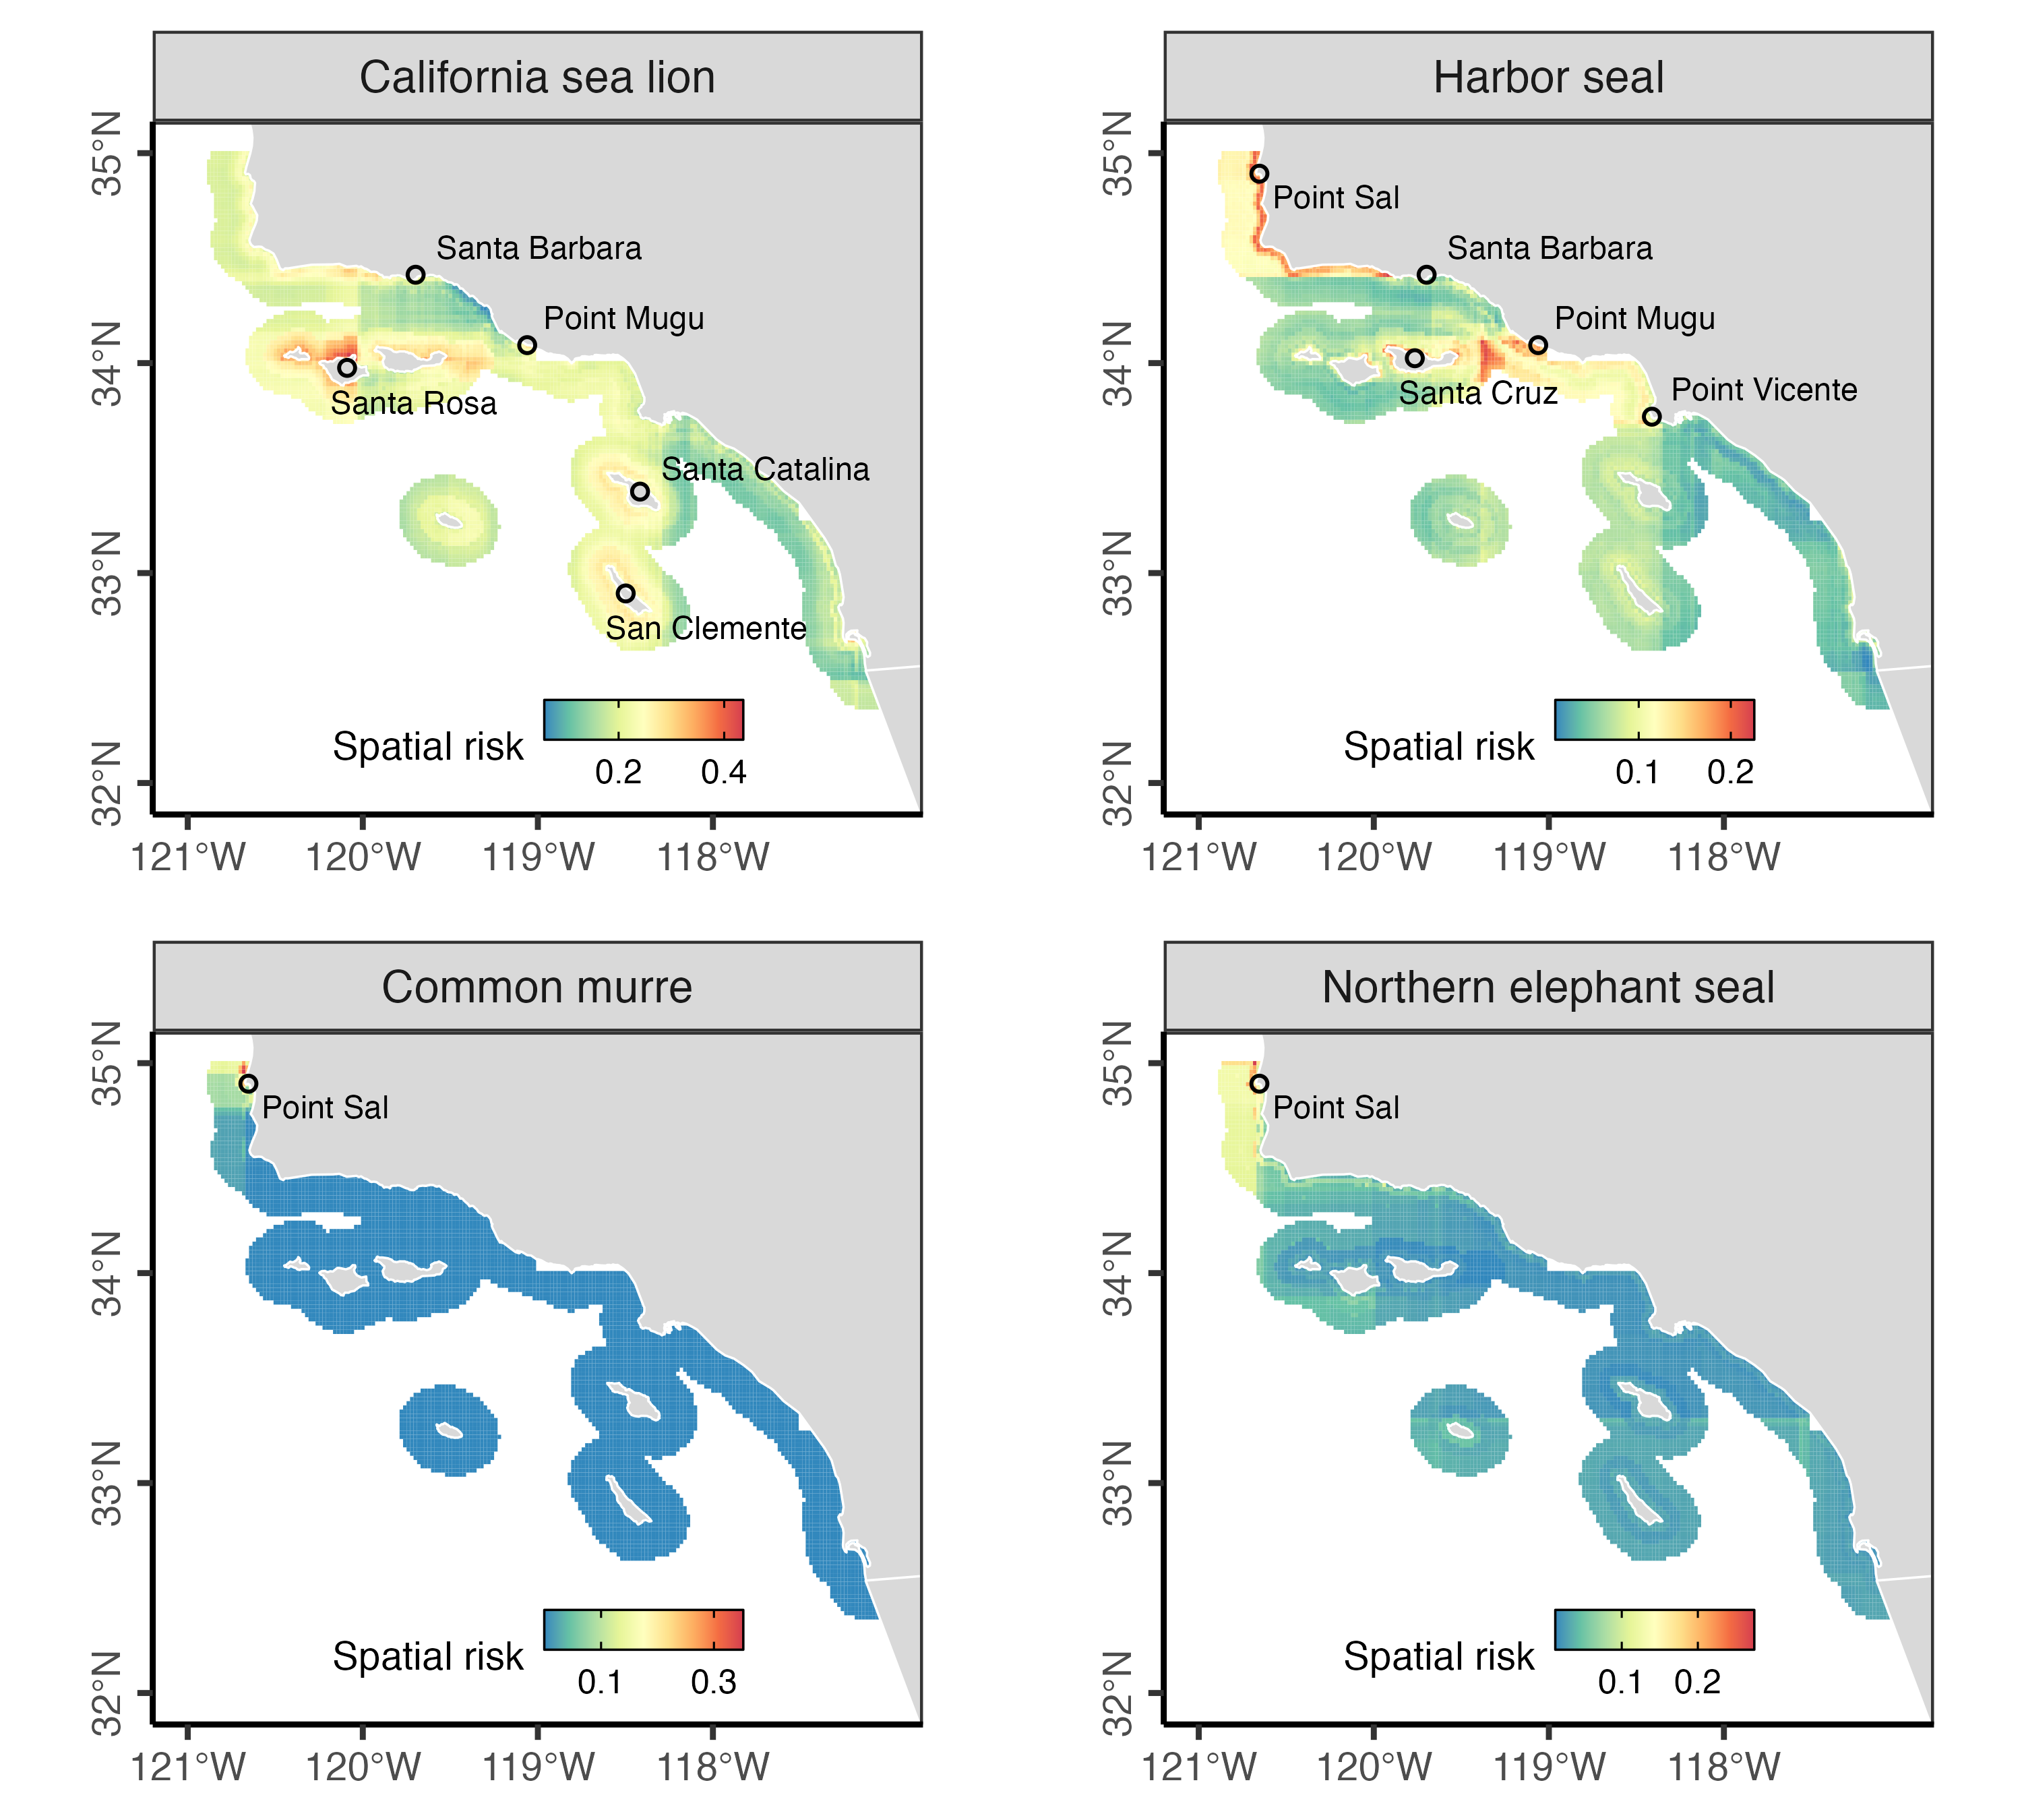 California sea lion
35°N
34°N
33°N
32°N
Santa Barbara
Point Mugu
Santa Rosa
Santa Catalina
San Clemente
Spatial risk
0.2
0.4
121°W
120°W
119°W
118°W
Harbor seal
35°N
34°N
33°N
32°N
Point Sal
Santa Barbara
Point Mugu
Santa Cruz
Point Vicente
Spatial risk
0.1
0.2
121°W
120°W
119°W
118°W
Common murre
35°N
34°N
33°N
32°N
Point Sal
Spatial risk
0.1
0.3
121°W
120°W
119°W
118°W
Northern elephant seal
35°N
34°N
33°N
32°N
Point Sal
Spatial risk
0.1
0.2
121°W
120°W
119°W
118°W